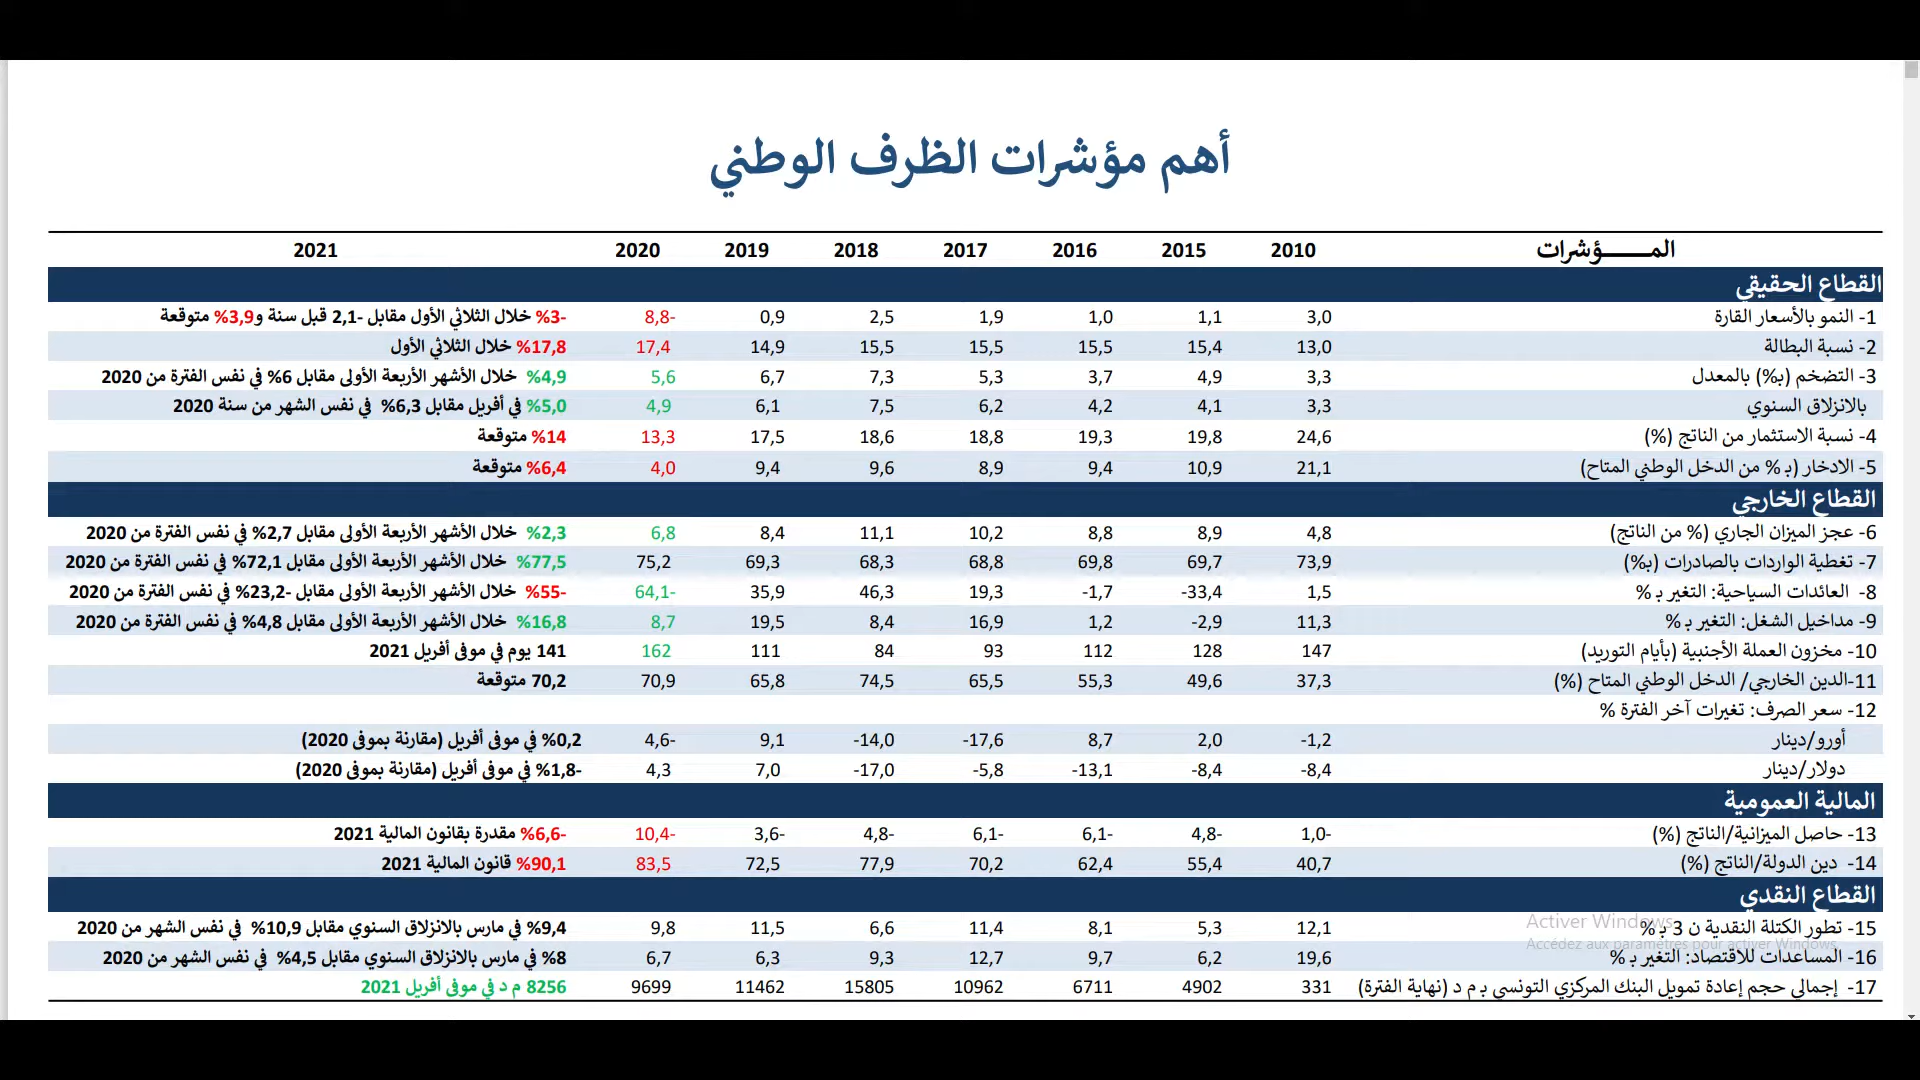 أهم مؤشرات الظرف الوطني
المـــــــؤشرات 2010 2015 2016 2017 2018 2019 2020 2021
القطاع الحقيقي
1- النمو بالأسعار القارة 3,0 1,1 1,0 1,9 2,5 0,9 8,8- -3% خلال الثلاثي الأول مقابل -2,1 قبل سنة و3,9% متوقعة
2- نسبة البطالة 13,0 15,4 15,5 15,5 15,5 14,9 17,4 17,8% خلال الثلاثي الأول
3- التضخم (ب%) بالمعدل 3,3 4,9 3,7 5,3 7,3 6,7 5,6 4,9% خلال الأشهر الأربعة الأولى مقابل 6% في نفس الفترة من 2020
بالانزلاق السنوي 3,3 4,1 4,2 6,2 7,5 6,1 4,9 5,0% في أفريل مقابل 6,3% في نفس الشهر من سنة 2020
4- نسبة الاستثمار من الناتج (%) 24,6 19,8 19,3 18,8 18,6 17,5 13,3 14% متوقعة
5- الادخار (بـ % من الدخل الوطني المتاح) 21,1 10,9 9,4 8,9 9,6 9,4 4,0 6,4% متوقعة
القطاع الخارجي
6- عجز الميزان الجاري (% من الناتج) 4,8 8,9 8,8 10,2 11,1 8,4 6,8 2,3% خلال الأشهر الأربعة الأولى مقابل 2,7% في نفس الفترة من 2020
7- تغطية الواردات بالصادرات (ب%) 73,9 69,7 69,8 68,8 68,3 69,3 75,2 77,5% خلال الأشهر الأربعة الأولى مقابل 72,1% في نفس الفترة من 2020
8- العائدات السياحية: التغير بـ % 1,5 -33,4 -1,7 19,3 46,3 35,9 64,1- -55% خلال الأشهر الأربعة الأولى مقابل -23,2% في نفس الفترة من 2020
9- مداخيل الشغل: التغير بـ % 11,3 -2,9 1,2 16,9 8,4 19,5 8,7 16,8% خلال الأشهر الأربعة الأولى مقابل 4,8% في نفس الفترة من 2020
10- مخزون العملة الأجنبية (بأيام التوريد) 147 128 112 93 84 111 162 141 يوم في موفى أفريل 2021
11-الدين الخارجي/ الدخل الوطني المتاح (%) 37,3 49,6 55,3 65,5 74,5 65,8 70,9 70,2 متوقعة
12- سعر الصرف: تغيرات آخر الفترة %
أورو/دينار -1,2 2,0 8,7 -17,6 -14,0 9,1 4,6- 0,2% في موفى أفريل (مقارنة بموفى 2020)
دولار/دينار -8,4 -8,4 -13,1 -5,8 -17,0 7,0 4,3 -1,8% في موفى أفريل (مقارنة بموفى 2020)
المالية العمومية
13- حاصل الميزانية/الناتج (%) 1,0- 4,8- 6,1- 6,1- 4,8- 3,6- 10,4- -6,6% مقدرة بقانون المالية 2021
14- دين الدولة/الناتج (%) 40,7 55,4 62,4 70,2 77,9 72,5 83,5 90,1% قانون المالية 2021
القطاع النقدي
15- تطور الكتلة النقدية ن 3 بـ % 12,1 5,3 8,1 11,4 6,6 11,5 9,8 9,4% في مارس بالانزلاق السنوي مقابل 10,9% في نفس الشهر من 2020
16- المساعدات للاقتصاد: التغير بـ % 19,6 6,2 9,7 12,7 9,3 6,3 6,7 8% في مارس بالانزلاق السنوي مقابل 4,5% في نفس الشهر من 2020
17- إجمالي حجم إعادة تمويل البنك المركزي التونسي بـ م د (نهاية الفترة) 331 4902 6711 10962 15805 11462 9699 8256 م د في موفى أفريل 2021
Activer Windows
Accédez aux paramètres pour activer Windows.